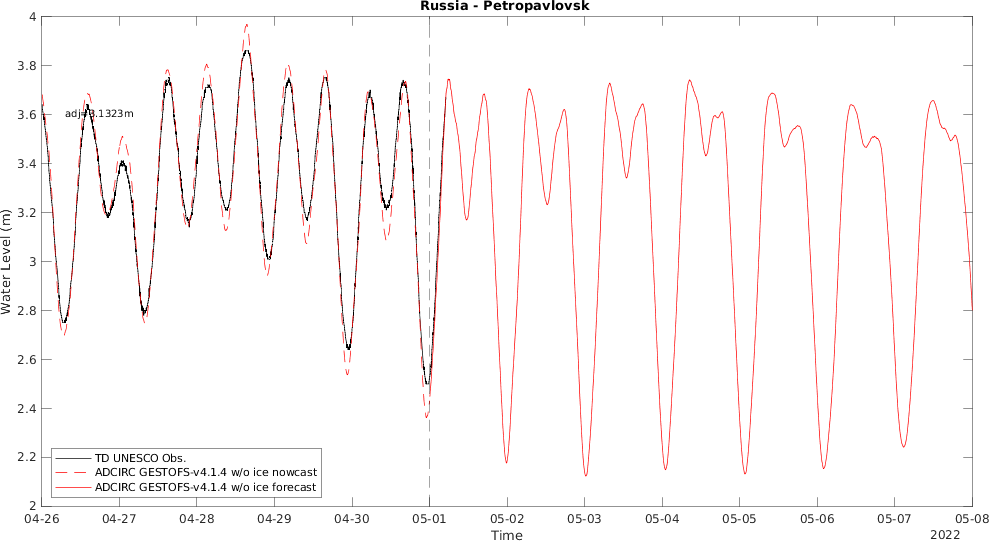 Russia - Petropavlovsk
4
3.8
3.6
3.4
3.2
3
2.8
2.6
2.4
2.2
2
Water Level (m)
adj=3.1323m
TD UNESCO Obs.
ADCIRC GESTOFS-v4.1.4 w/o ice nowcast
ADCIRC GESTOFS-v4.1.4 w/o ice forecast
04-26 04-27 04-28 04-29 04-30 05-01 05-02 05-03 05-04 05-05 05-06 05-07 05-08
Time
2022